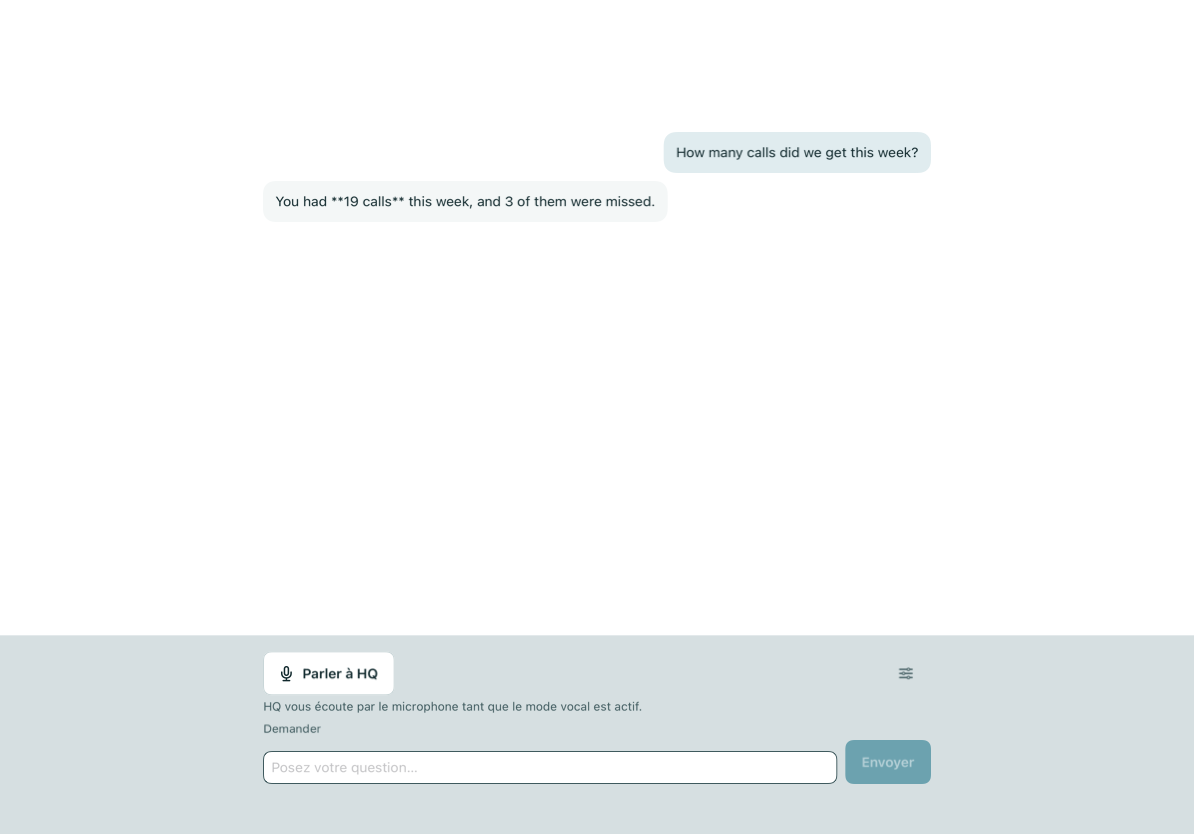 How many calls did we get this week?
You had **19 calls** this week, and 3 of them were missed.
Parler à HQ
HQ vous écoute par le microphone tant que le mode vocal est actif.
Demander
Posez votre question...
Envoyer